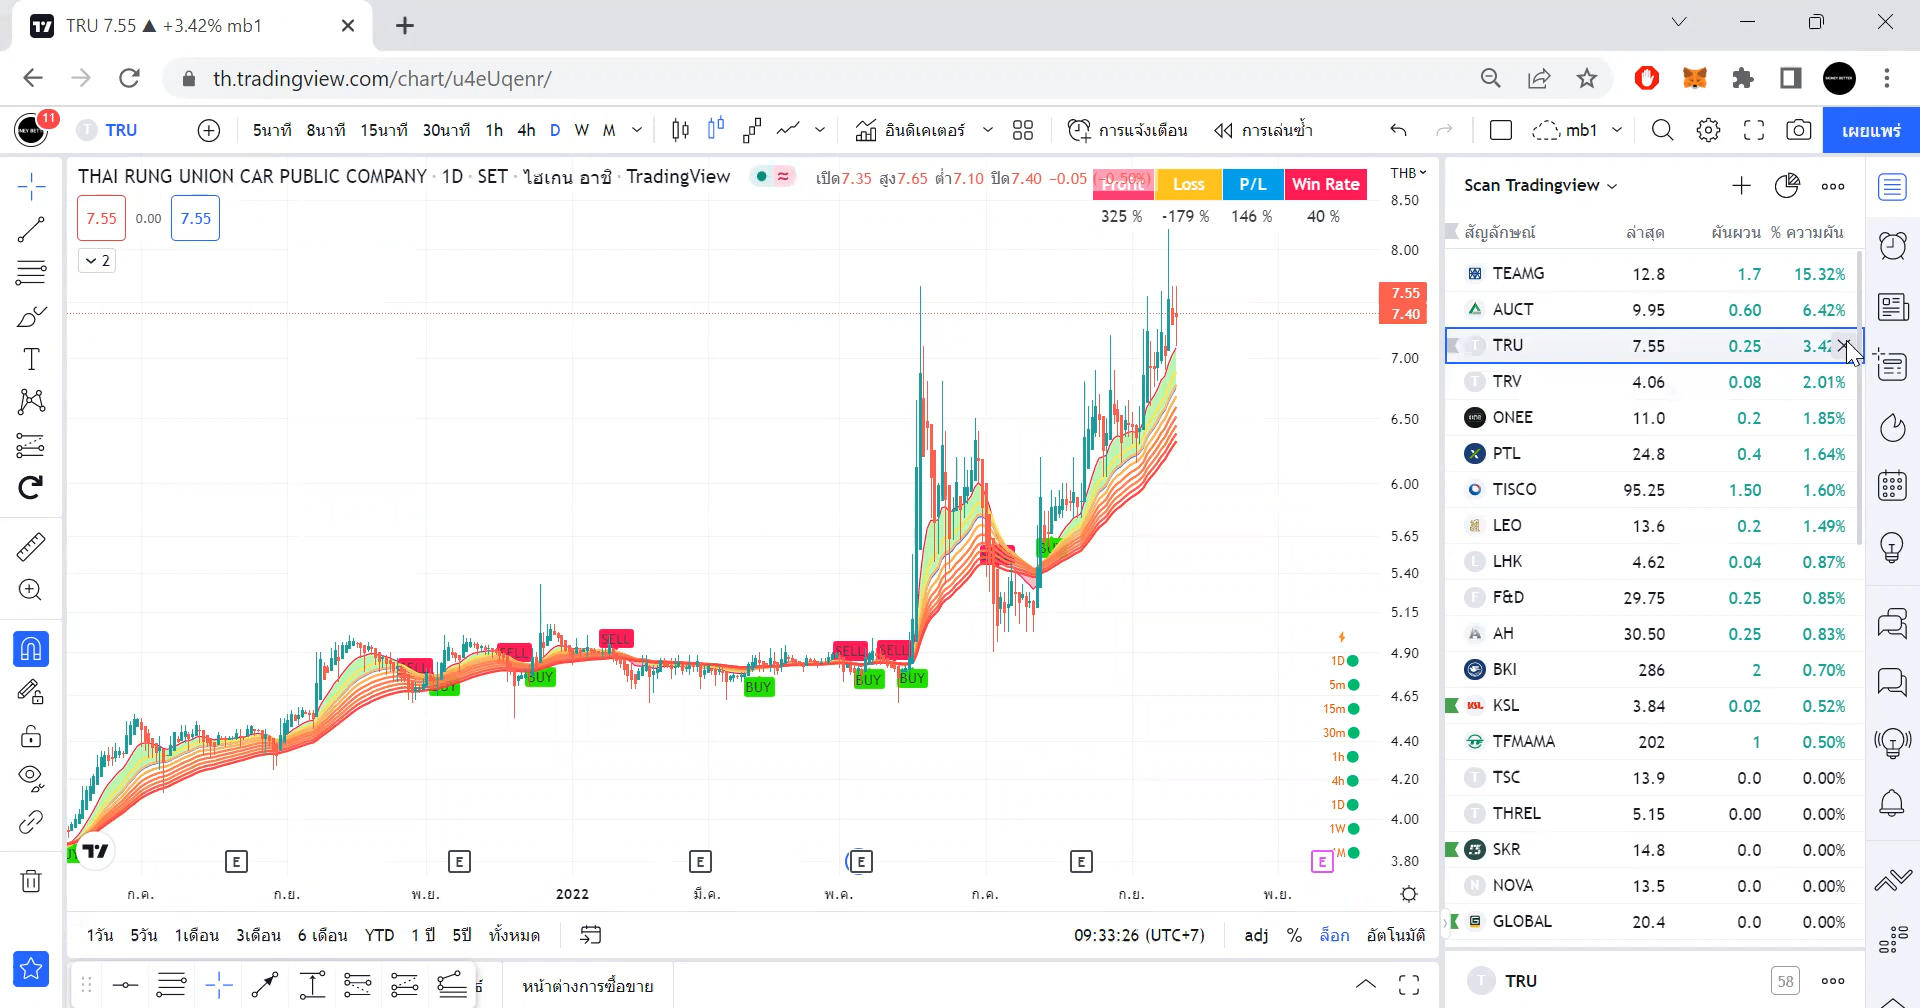 TRU 7.55 ▲ +3.42% mb1
th.tradingview.com/chart/u4eUqenr/
11
TRU
5นาที 8นาที 15นาที 30นาที 1h 4h D W M
อินดิเคเตอร์
การแจ้งเตือน
การเล่นซ้ำ
mb1
เผยแพร่
THAI RUNG UNION CAR PUBLIC COMPANY · 1D · SET · ไฮเกน อาชิ · TradingView
เปิด7.35 สูง7.65 ต่ำ7.10 ปิด7.40 −0.05 (−0.50%)
7.55 0.00 7.55
2
Profit Loss P/L Win Rate
325 % -179 % 146 % 40 %
THB
8.50
8.00
7.55
7.40
7.00
6.50
6.00
5.65
5.40
5.15
4.90
4.65
4.40
4.20
4.00
3.80
SELL
BUY
SELL
BUY
SELL
BUY
SELL
BUY
SELL
BUY
1D
5m
15m
30m
1h
4h
1D
1W
E E E E E E
ก.ค. ก.ย. พ.ย. 2022 มี.ค. พ.ค. ก.ค. ก.ย. พ.ย.
1วัน 5วัน 1เดือน 3เดือน 6 เดือน YTD 1 ปี 5ปี ทั้งหมด
09:33:26 (UTC+7)
adj % ล็อก อัตโนมัติ
หน้าต่างการซื้อขาย
Scan Tradingview
สัญลักษณ์ ล่าสุด ผันผวน % ความผัน
TEAMG 12.8 1.7 15.32%
AUCT 9.95 0.60 6.42%
TRU 7.55 0.25 3.42
TRV 4.06 0.08 2.01%
ONEE 11.0 0.2 1.85%
PTL 24.8 0.4 1.64%
TISCO 95.25 1.50 1.60%
LEO 13.6 0.2 1.49%
LHK 4.62 0.04 0.87%
F&D 29.75 0.25 0.85%
AH 30.50 0.25 0.83%
BKI 286 2 0.70%
KSL 3.84 0.02 0.52%
TFMAMA 202 1 0.50%
TSC 13.9 0.0 0.00%
THREL 5.15 0.00 0.00%
SKR 14.8 0.0 0.00%
NOVA 13.5 0.0 0.00%
GLOBAL 20.4 0.0 0.00%
TRU 58